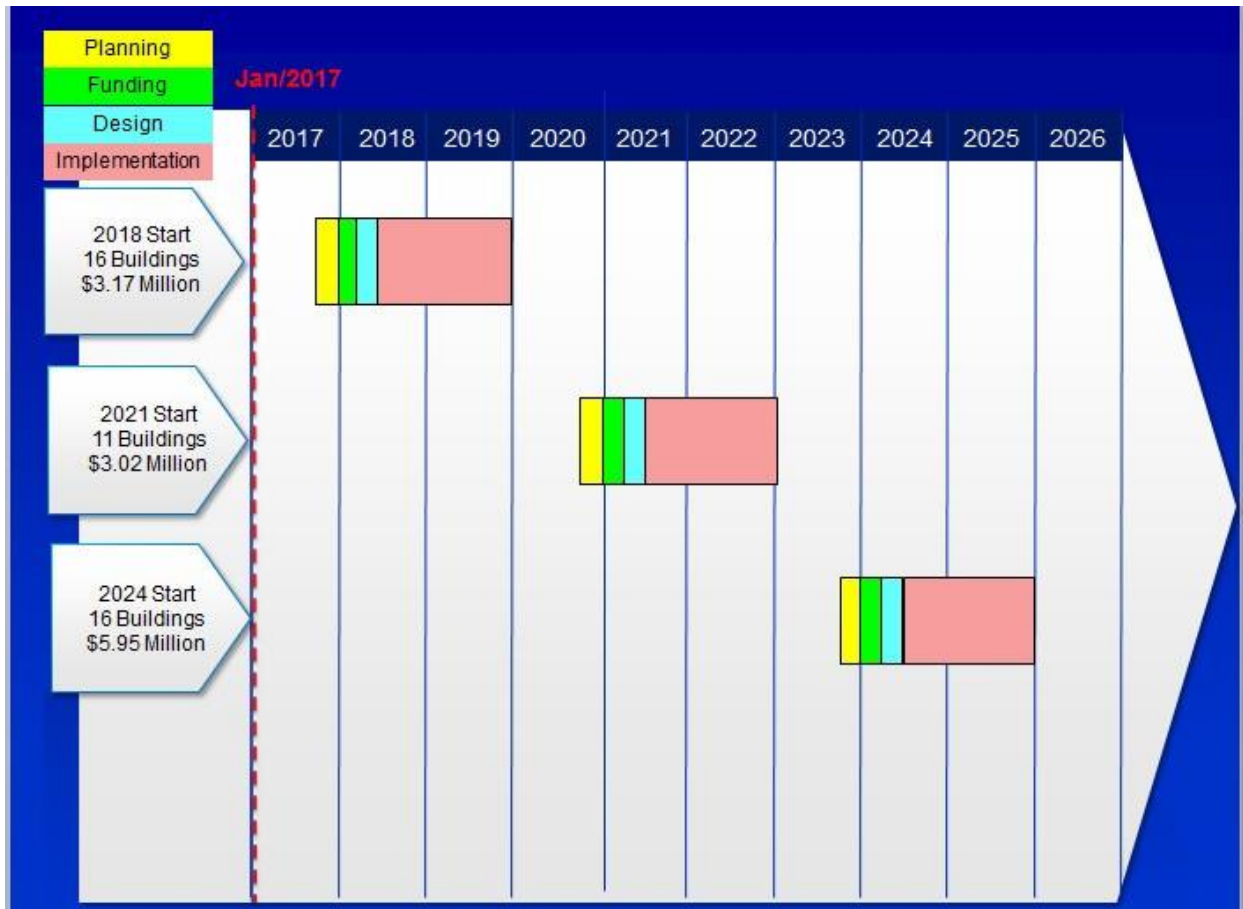 Planning
Funding
Design
Implementation
Jan/2017
2017 2018 2019 2020 2021 2022 2023 2024 2025 2026
2018 Start
16 Buildings
$3.17 Million
2021 Start
11 Buildings
$3.02 Million
2024 Start
16 Buildings
$5.95 Million